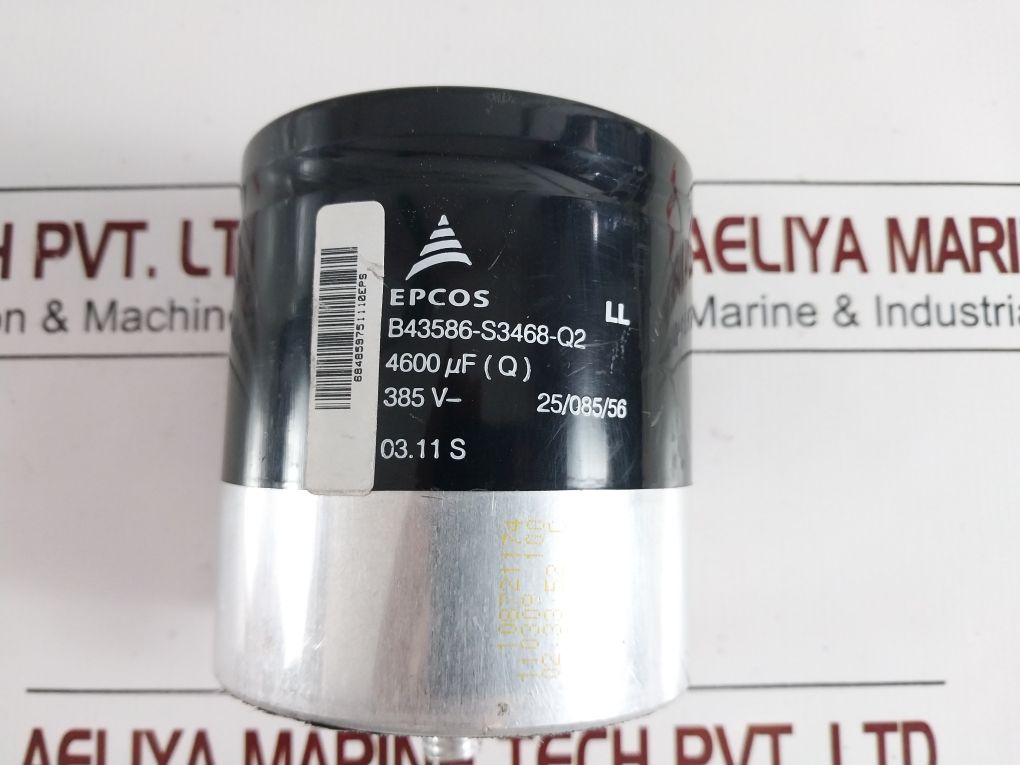 H PVT. LT
AELIYA MARI
on & Machin
Marine & Industria
EPCOS
LL
B43586-S3468-Q2
4600 µF ( Q )
385 V–
25/085/56
03.11 S
AELIYA MARINE TECH PVT. LTD